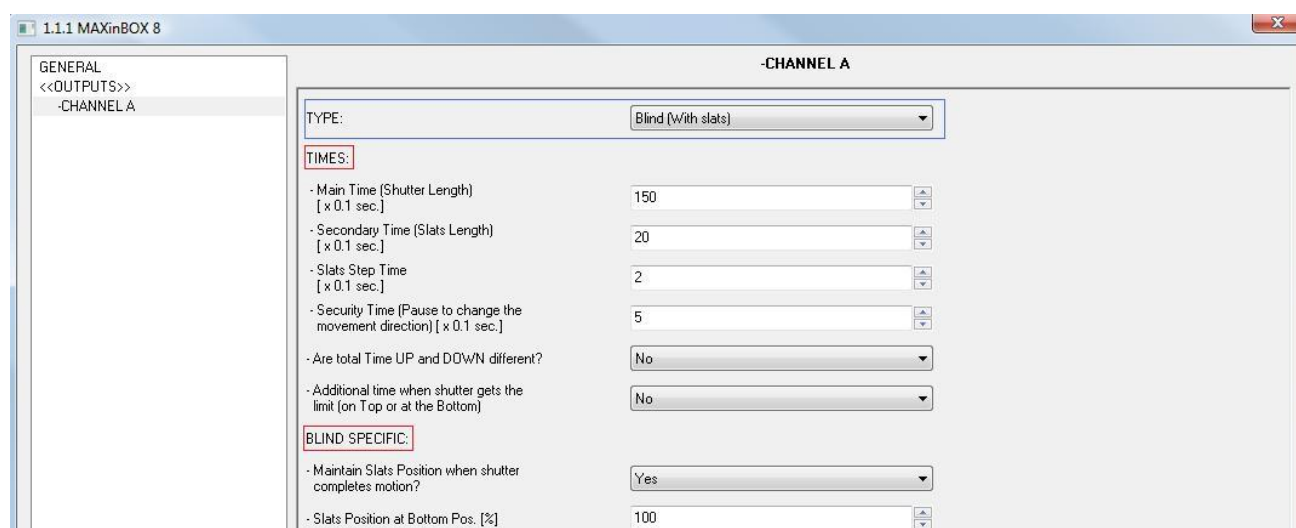 1.1.1 MAXinBOX 8
GENERAL
<<OUTPUTS>>
-CHANNEL A
-CHANNEL A
TYPE: Blind (With slats)
TIMES:
- Main Time (Shutter Length)
[ x 0.1 sec.] 150
- Secondary Time (Slats Length)
[ x 0.1 sec.] 20
- Slats Step Time
[ x 0.1 sec.] 2
- Security Time (Pause to change the
movement direction) [ x 0.1 sec.] 5
- Are total Time UP and DOWN different? No
- Additional time when shutter gets the
limit (on Top or at the Bottom) No
BLIND SPECIFIC:
- Maintain Slats Position when shutter
completes motion? Yes
- Slats Position at Bottom Pos. [%] 100